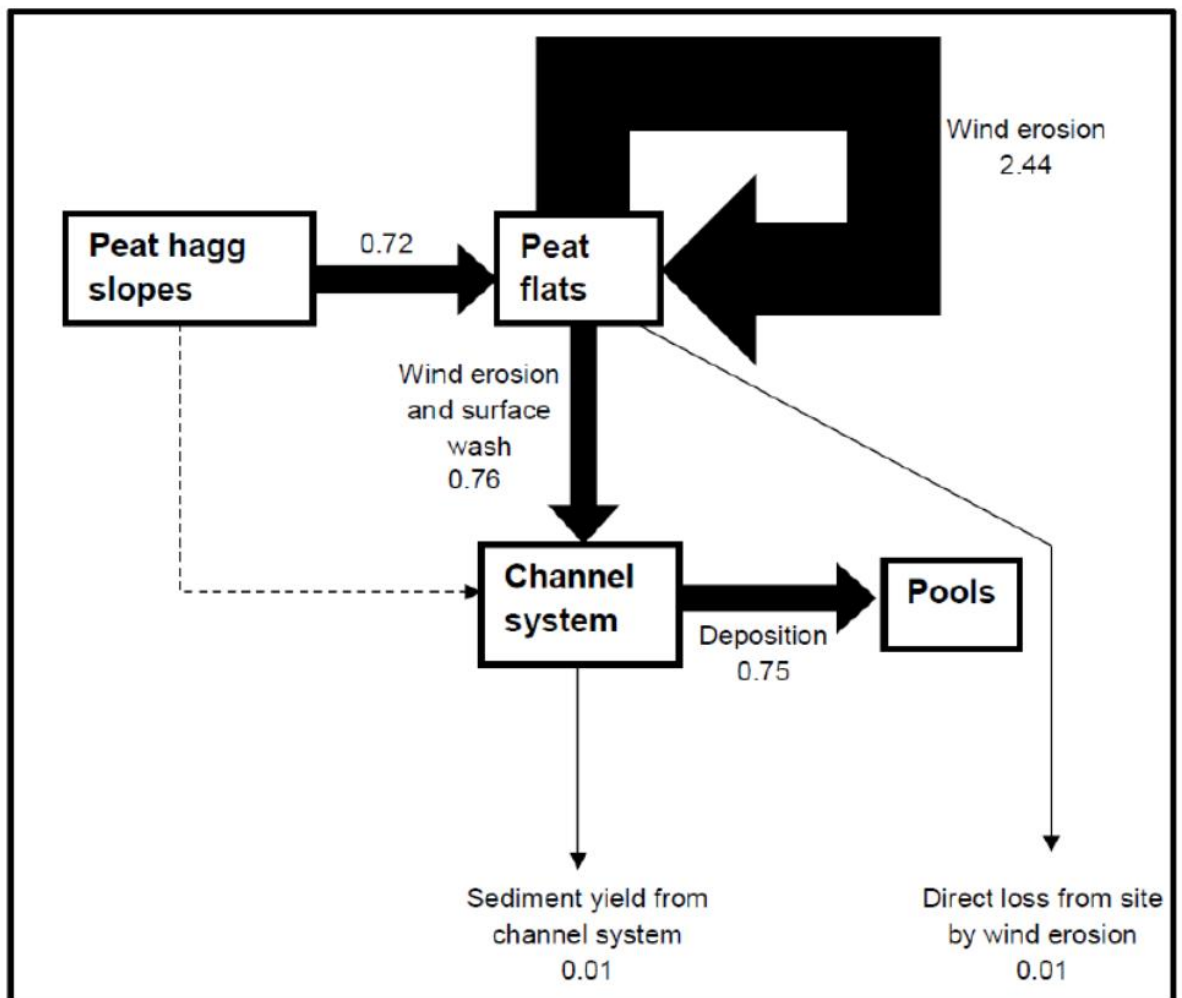 Wind erosion
2.44
Peat hagg
slopes
0.72
Peat
flats
Wind erosion
and surface
wash
0.76
Channel
system
Deposition
0.75
Pools
Sediment yield from
channel system
0.01
Direct loss from site
by wind erosion
0.01